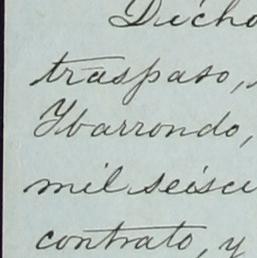 Dicho
traspaso,
Ybarrondo,
mil seisci
contrato, y